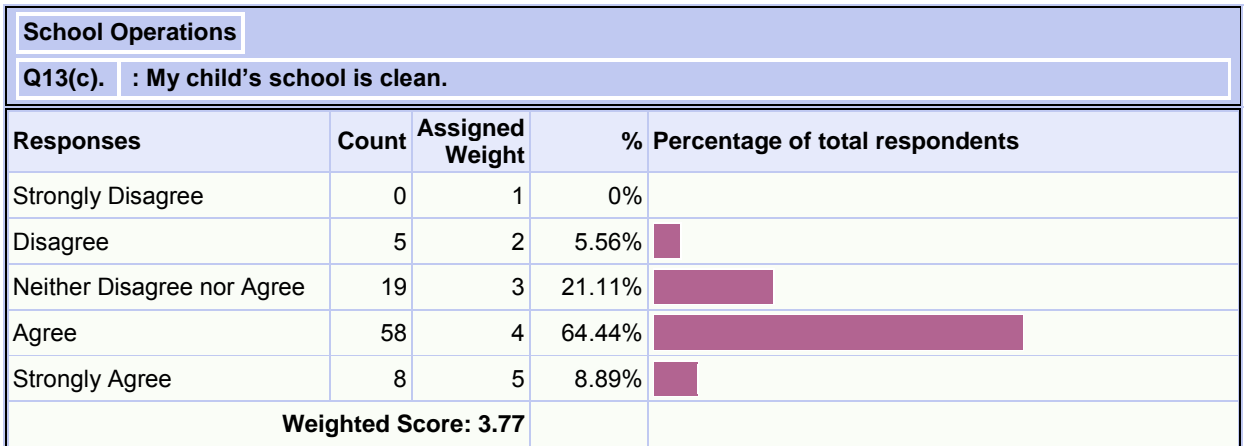 School Operations
Q13(c). : My child's school is clean.
Responses Count Assigned Weight % Percentage of total respondents
Strongly Disagree 0 1 0%
Disagree 5 2 5.56%
Neither Disagree nor Agree 19 3 21.11%
Agree 58 4 64.44%
Strongly Agree 8 5 8.89%
Weighted Score: 3.77